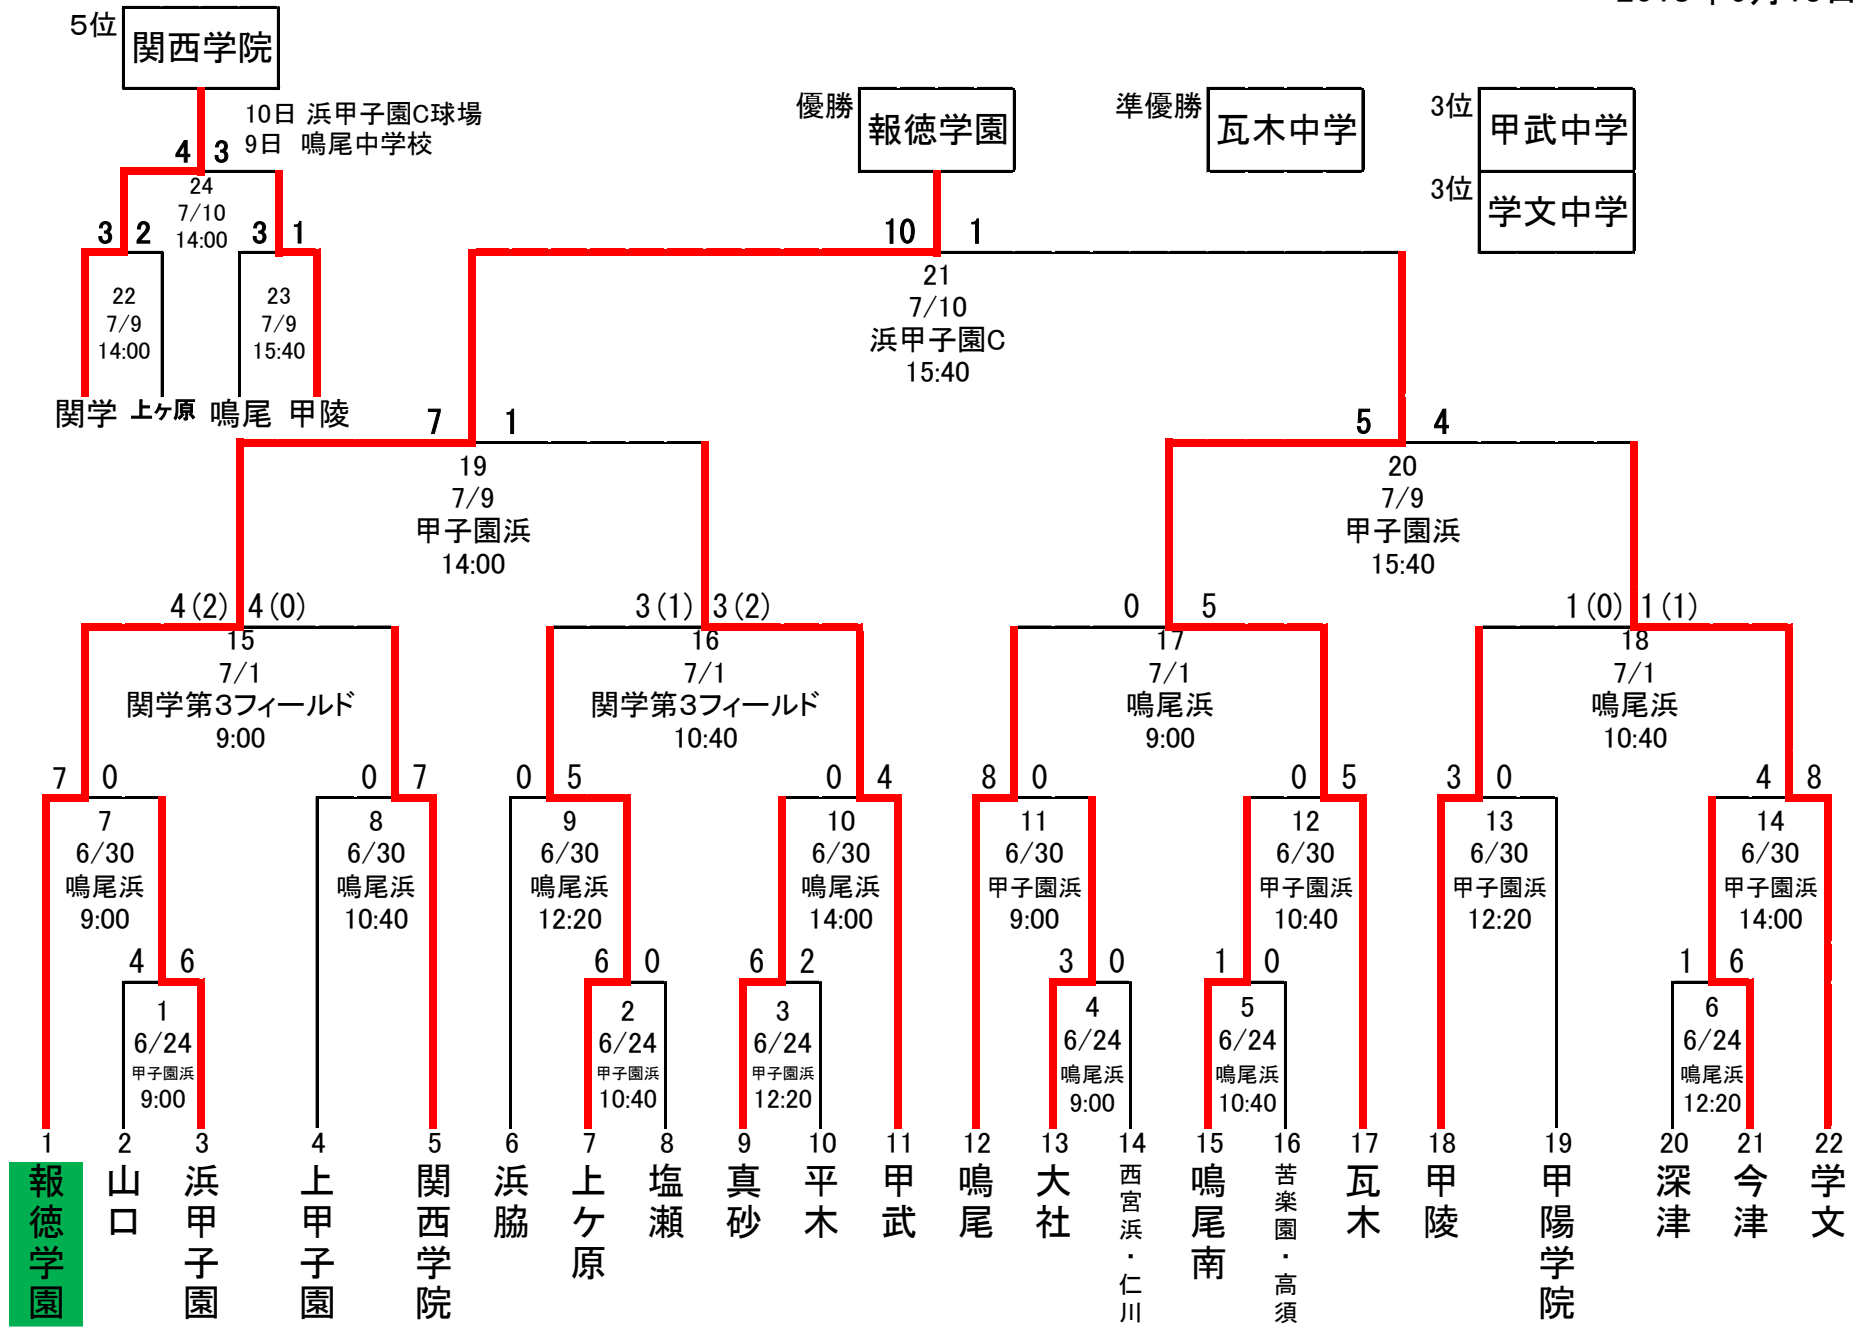 5位
関西学院
10日 浜甲子園C球場
9日 鳴尾中学校
4 3
24
7/10
14:00
3 2
3 1
22
7/9
14:00
23
7/9
15:40
関学 上ヶ原 鳴尾 甲陵
優勝
報徳学園
準優勝
瓦木中学
3位
甲武中学
3位
学文中学
10 1
21
7/10
浜甲子園C
15:40
7 1
19
7/9
甲子園浜
14:00
5 4
20
7/9
甲子園浜
15:40
4(2) 4(0)
15
7/1
関学第3フィールド
9:00
3(1) 3(2)
16
7/1
関学第3フィールド
10:40
0 5
17
7/1
鳴尾浜
9:00
1(0) 1(1)
18
7/1
鳴尾浜
10:40
7 0
7
6/30
鳴尾浜
9:00
0 7
8
6/30
鳴尾浜
10:40
0 5
9
6/30
鳴尾浜
12:20
0 4
10
6/30
鳴尾浜
14:00
8 0
11
6/30
甲子園浜
9:00
0 5
12
6/30
甲子園浜
10:40
3 0
13
6/30
甲子園浜
12:20
4 8
14
6/30
甲子園浜
14:00
4 6
1
6/24
甲子園浜
9:00
6 0
2
6/24
甲子園浜
10:40
6 2
3
6/24
甲子園浜
12:20
3 0
4
6/24
鳴尾浜
9:00
1 0
5
6/24
鳴尾浜
10:40
1 6
6
6/24
鳴尾浜
12:20
1 2 3 4 5 6 7 8 9 10 11 12 13 14 15 16 17 18 19 20 21 22
報徳学園
山口
浜甲子園
上甲子園
関西学院
浜脇
上ケ原
塩瀬
真砂
平木
甲武
鳴尾
大社
西宮浜・仁川
鳴尾南
苦楽園・高須
瓦木
甲陵
甲陽学院
深津
今津
学文